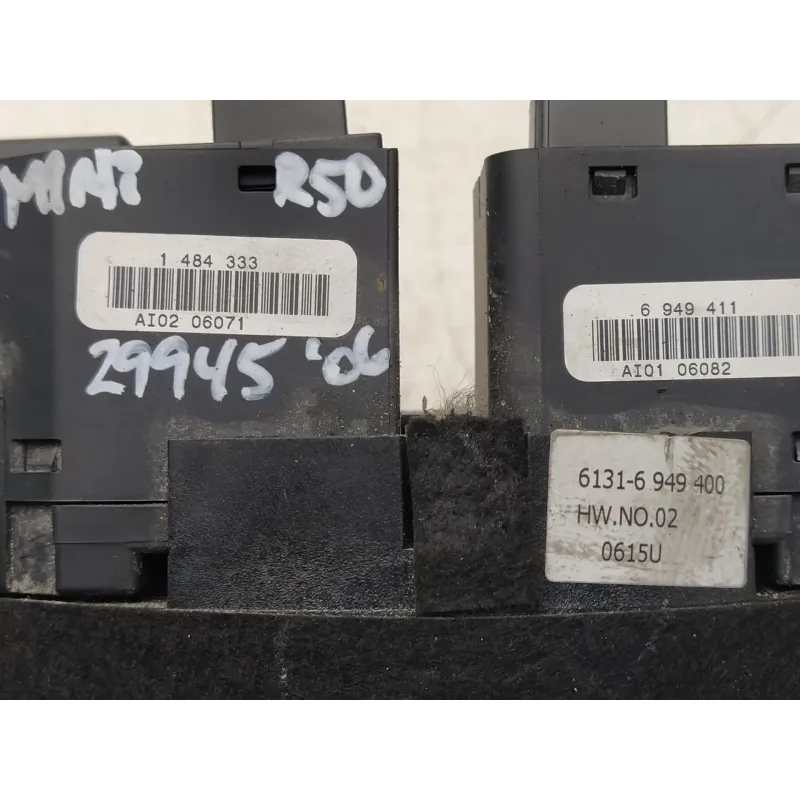 MINI R50
1 484 333
AI02 06071
29945 '06
6 949 411
AI01 06082
6131-6 949 400
HW.NO.02
0615U